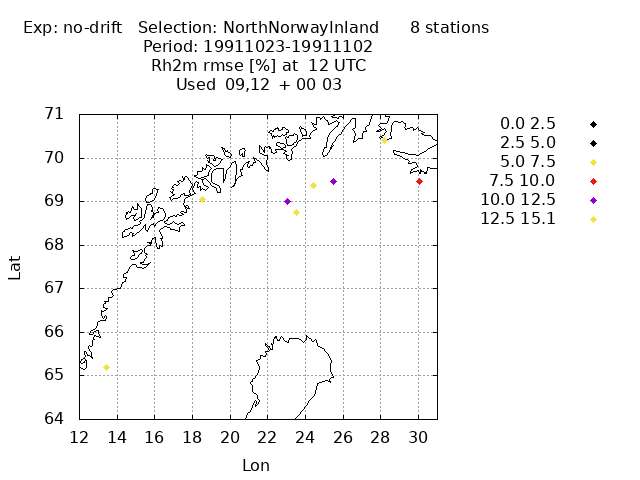 Exp: no-drift   Selection: NorthNorwayInland      8 stations
Period: 19911023-19911102
Rh2m rmse [%] at  12 UTC
Used  09,12  + 00 03
71
70
69
68
67
66
65
64
12 14 16 18 20 22 24 26 28 30
Lat
Lon
0.0 2.5
2.5 5.0
5.0 7.5
7.5 10.0
10.0 12.5
12.5 15.1